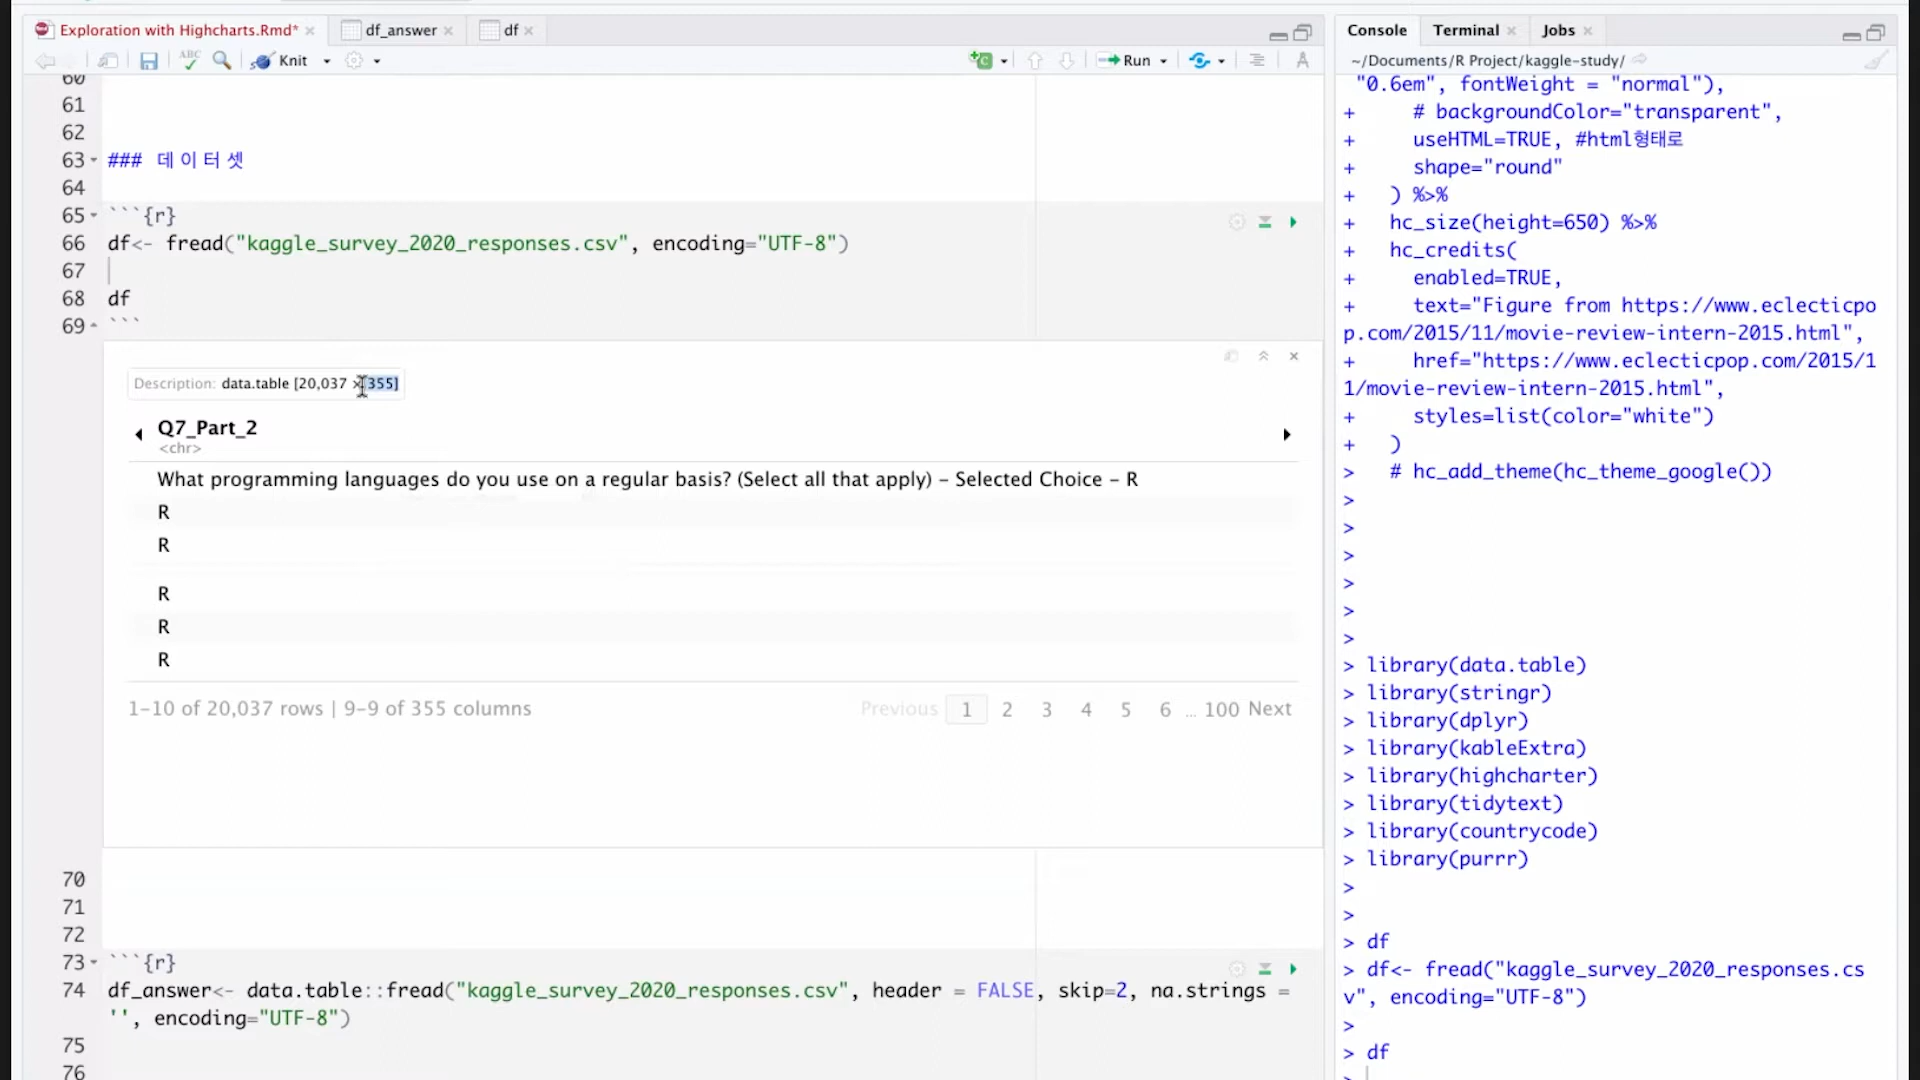 Exploration with Highcharts.Rmd*
df_answer
df
Knit
Run
60
61
62
63 ### 데이터셋
64
65 ```{r}
66 df<- fread("kaggle_survey_2020_responses.csv", encoding="UTF-8")
67
68 df
69 ```
Description: data.table [20,037 × 355]
Q7_Part_2
<chr>
What programming languages do you use on a regular basis? (Select all that apply) – Selected Choice – R
R
R
R
R
R
1–10 of 20,037 rows | 9–9 of 355 columns
Previous 1 2 3 4 5 6 ... 100 Next
70
71
72
73 ```{r}
74 df_answer<- data.table::fread("kaggle_survey_2020_responses.csv", header = FALSE, skip=2, na.strings =
'', encoding="UTF-8")
75
76
Console Terminal Jobs
~/Documents/R Project/kaggle-study/
"0.6em", fontWeight = "normal"),
+ # backgroundColor="transparent",
+ useHTML=TRUE, #html형태로
+ shape="round"
+ ) %>%
+ hc_size(height=650) %>%
+ hc_credits(
+ enabled=TRUE,
+ text="Figure from https://www.eclecticpo
p.com/2015/11/movie-review-intern-2015.html",
+ href="https://www.eclecticpop.com/2015/1
1/movie-review-intern-2015.html",
+ styles=list(color="white")
+ )
> # hc_add_theme(hc_theme_google())
>
>
>
>
>
>
> library(data.table)
> library(stringr)
> library(dplyr)
> library(kableExtra)
> library(highcharter)
> library(tidytext)
> library(countrycode)
> library(purrr)
>
>
> df
> df<- fread("kaggle_survey_2020_responses.cs
v", encoding="UTF-8")
>
> df
>